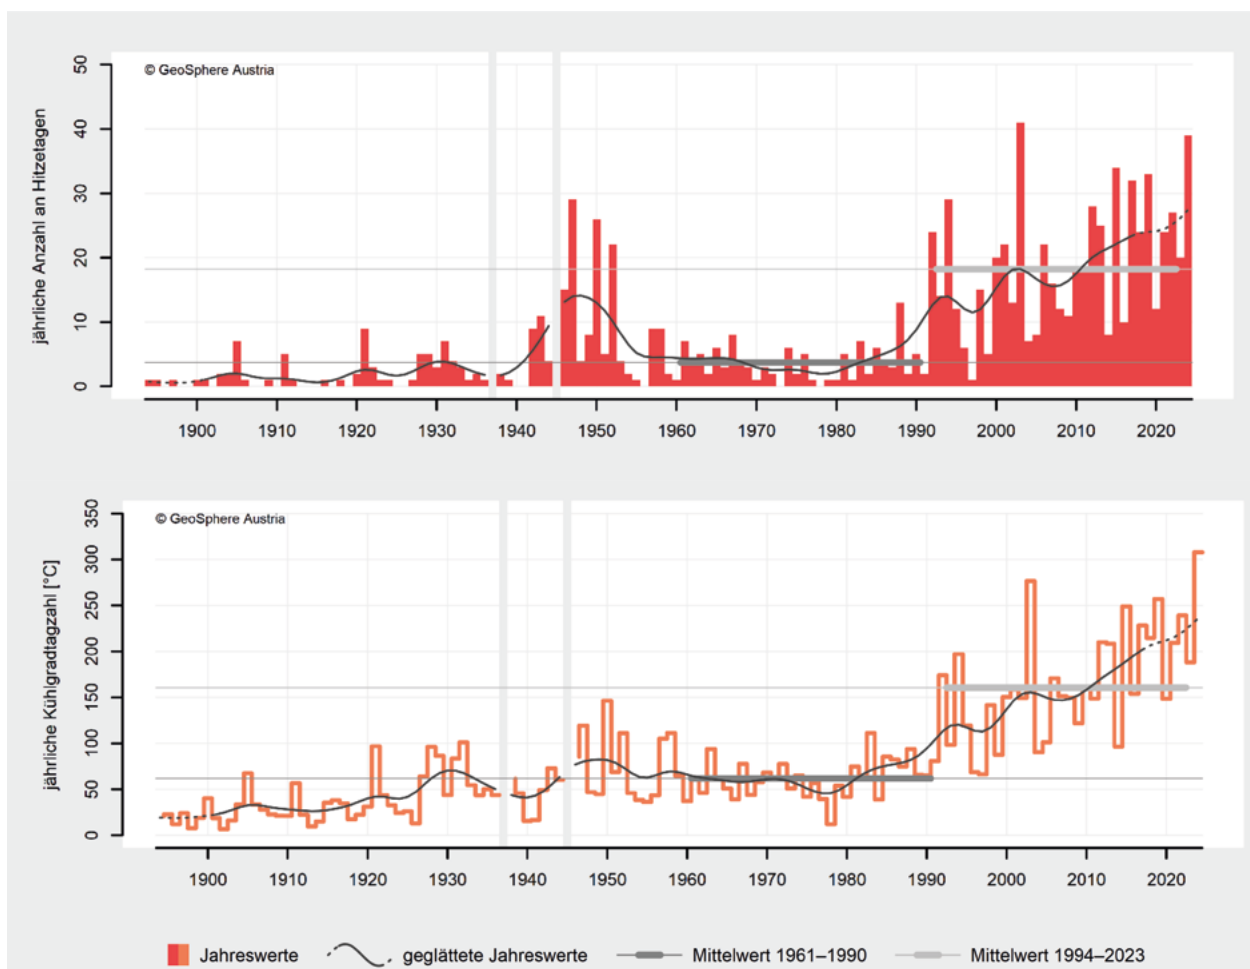 © GeoSphere Austria
jährliche Anzahl an Hitzetagen
50
40
30
20
10
0
1900 1910 1920 1930 1940 1950 1960 1970 1980 1990 2000 2010 2020
© GeoSphere Austria
jährliche Kühlgradtagzahl [°C]
350
300
250
200
150
100
50
0
1900 1910 1920 1930 1940 1950 1960 1970 1980 1990 2000 2010 2020
Jahreswerte geglättete Jahreswerte Mittelwert 1961–1990 Mittelwert 1994–2023